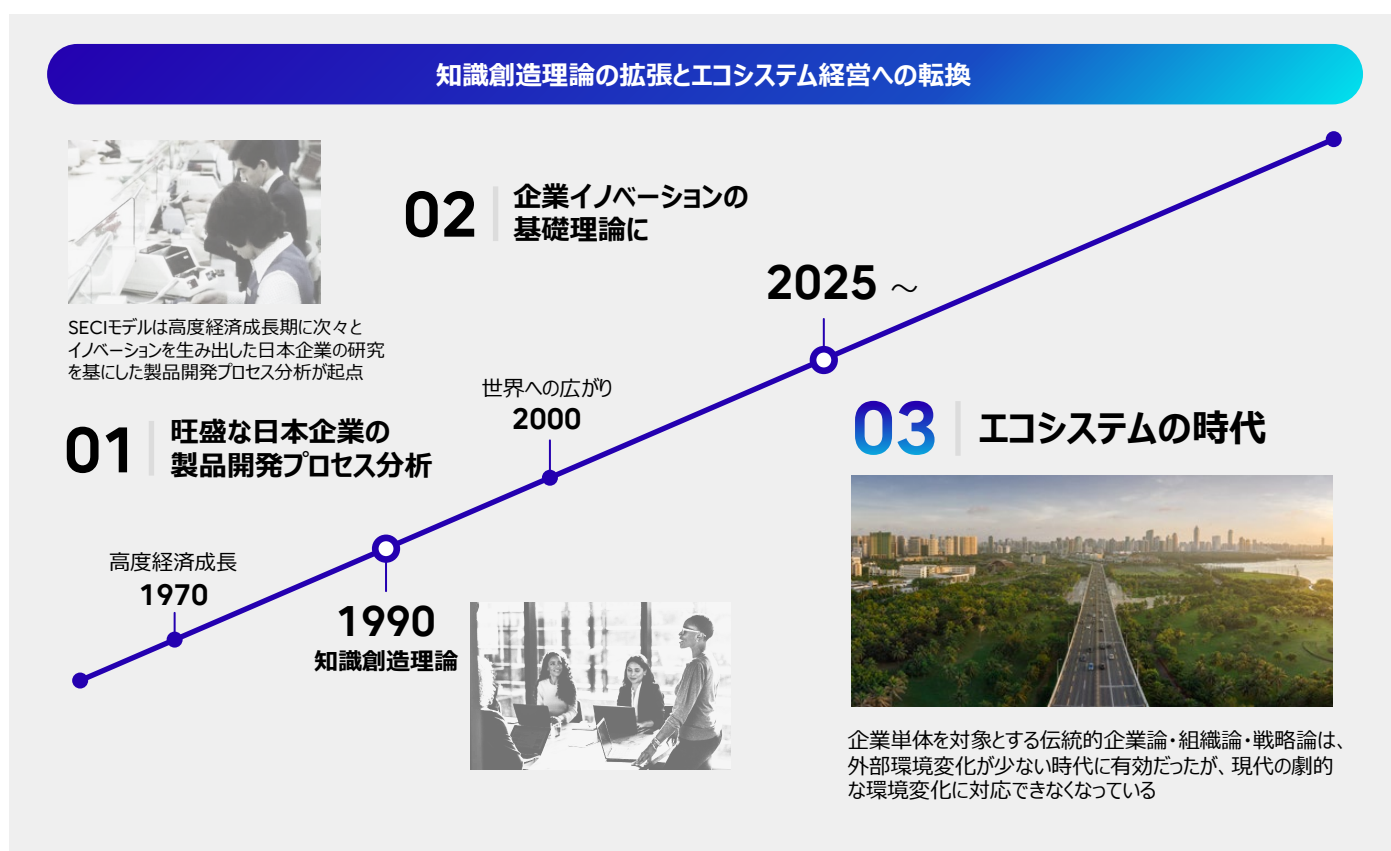 知識創造理論の拡張とエコシステム経営への転換
SECIモデルは高度経済成長期に次々と
イノベーションを生み出した日本企業の研究
を基にした製品開発プロセス分析が起点
01
旺盛な日本企業の
製品開発プロセス分析
高度経済成長
1970
1990
知識創造理論
02
企業イノベーションの
基礎理論に
世界への広がり
2000
2025 ～
03
エコシステムの時代
企業単体を対象とする伝統的企業論・組織論・戦略論は、
外部環境変化が少ない時代に有効だったが、現代の劇的
な環境変化に対応できなくなっている